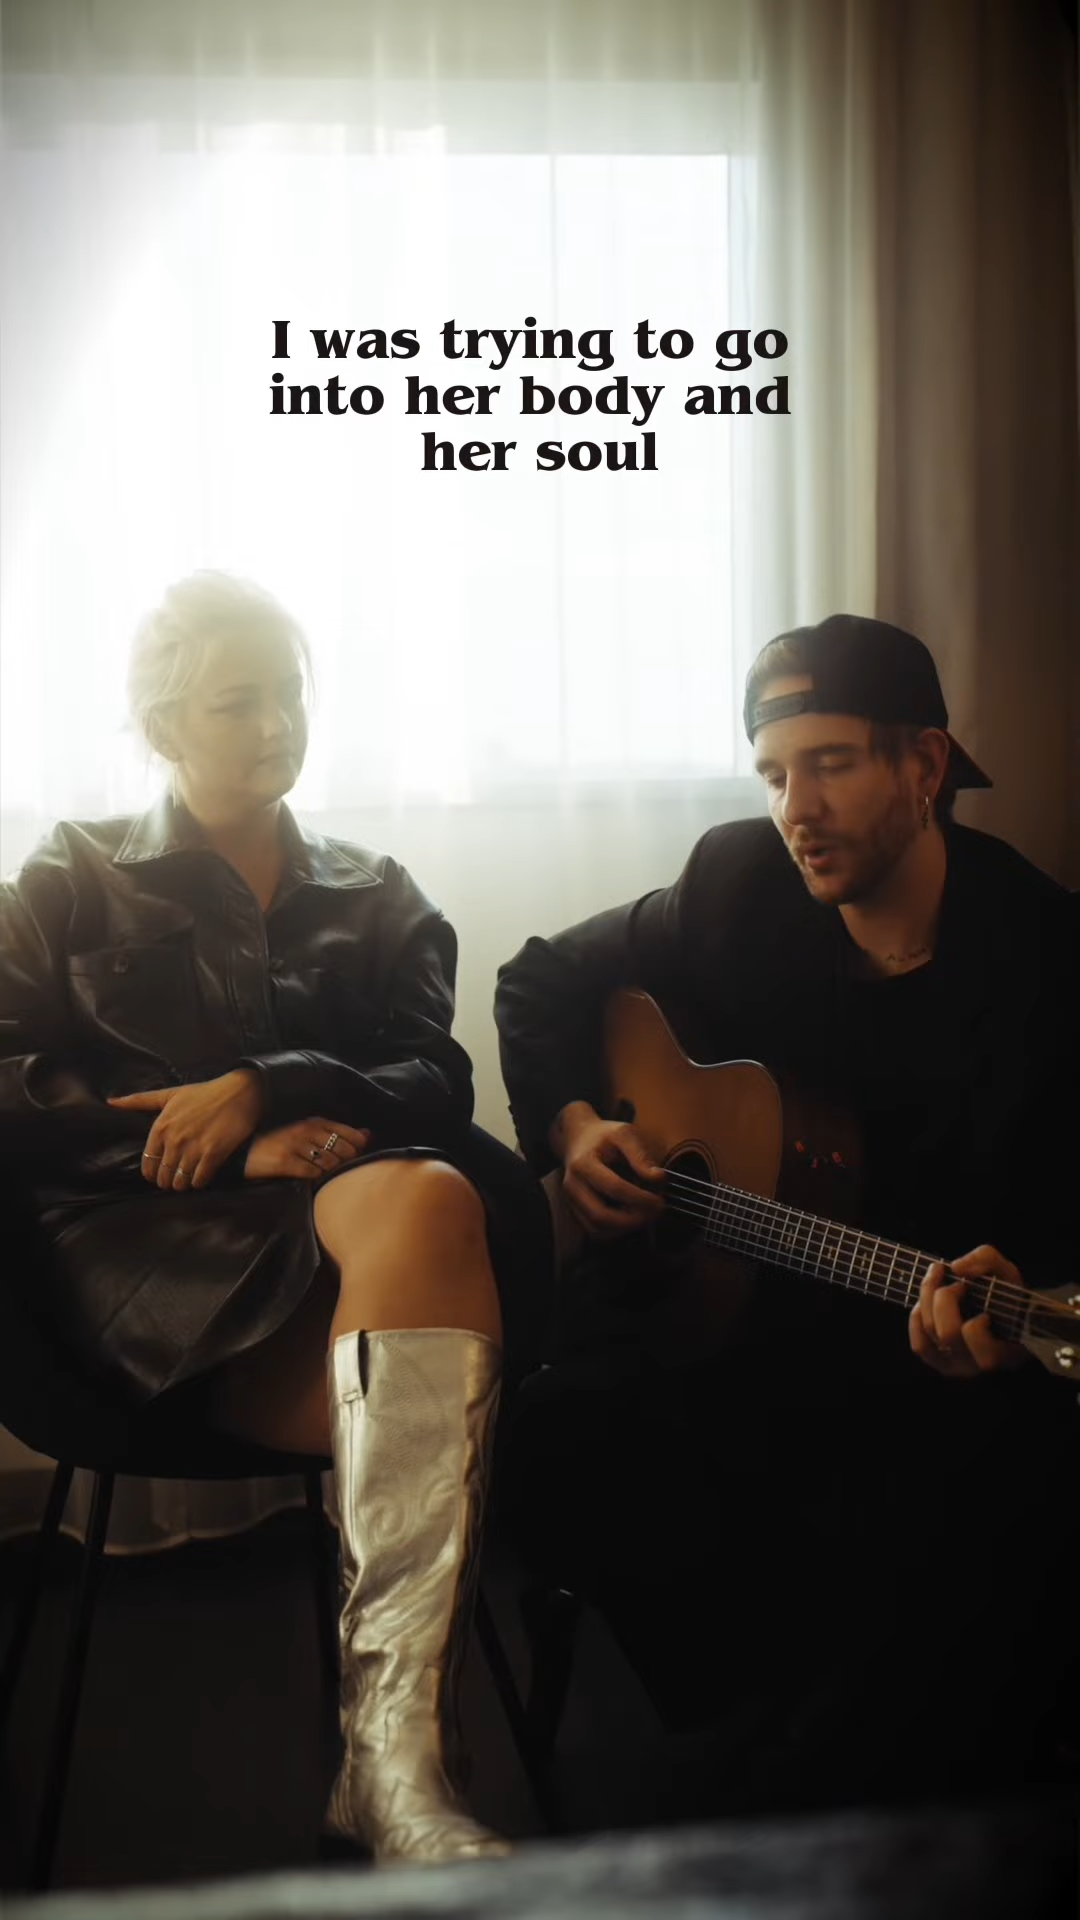 I was trying to go
into her body and
her soul